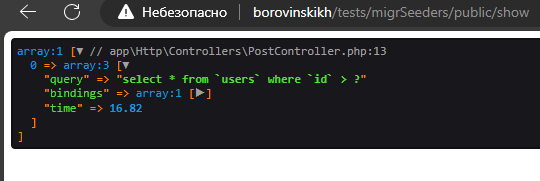 Небезопасно borovinskikh/tests/migrSeeders/public/show
array:1 [▼ // app\Http\Controllers\PostController.php:13
0 => array:3 [▼
"query" => "select * from `users` where `id` > ?"
"bindings" => array:1 [▶]
"time" => 16.82
]
]